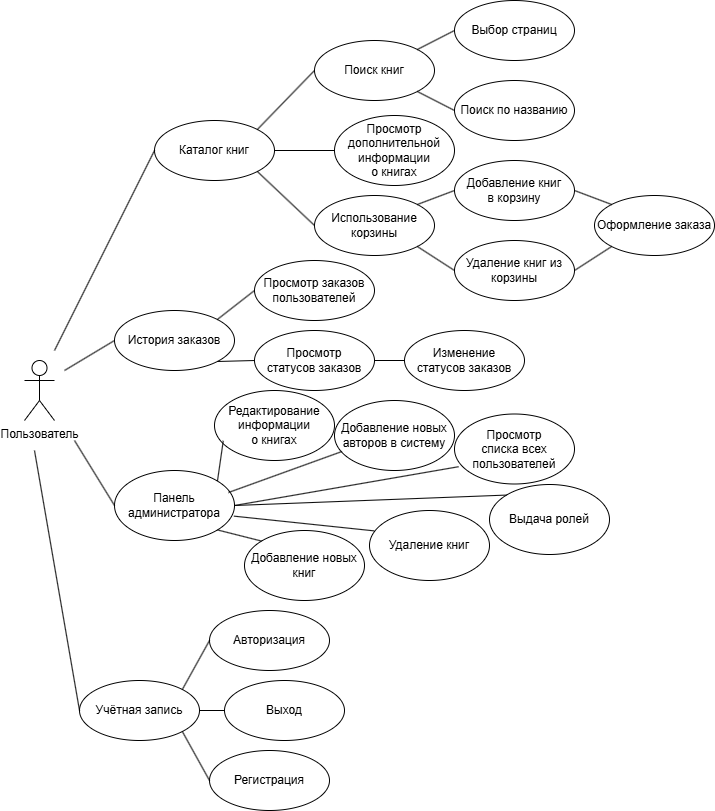 Выбор страниц
Поиск книг
Поиск по названию
Каталог книг
Просмотр
дополнительной
информации
о книгах
Добавление книг
в корзину
Использование
корзины
Оформление заказа
Удаление книг из
корзины
Просмотр заказов
пользователей
История заказов
Просмотр
статусов заказов
Изменение
статусов заказов
Пользователь
Редактирование
информации
о книгах
Добавление новых
авторов в систему
Просмотр
списка всех
пользователей
Панель
администратора
Выдача ролей
Удаление книг
Добавление новых
книг
Авторизация
Учётная запись
Выход
Регистрация